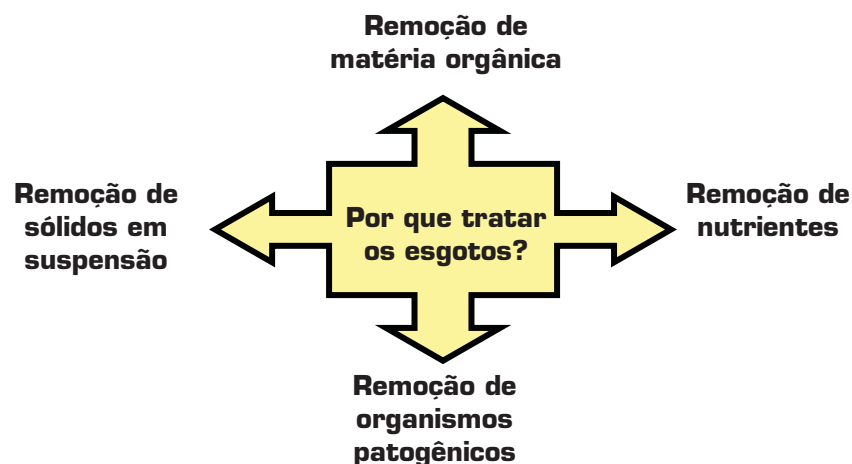 Remoção de
matéria orgânica
Remoção de
sólidos em
suspensão
Por que tratar
os esgotos?
Remoção de
nutrientes
Remoção de
organismos
patogênicos